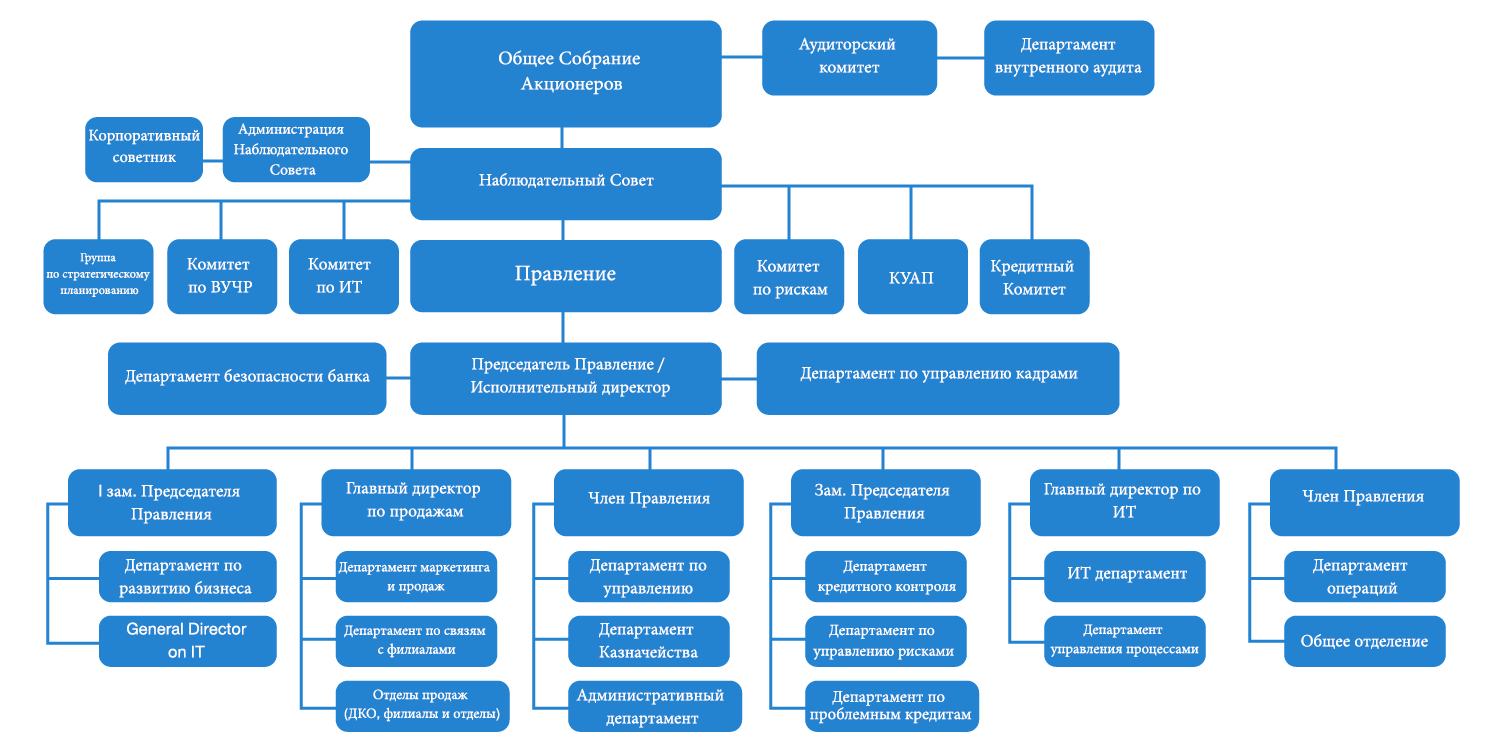 Общее Собрание
Акционеров
Аудиторский
комитет
Департамент
внутренного аудита
Корпоративный
советник
Администрация
Наблюдательного
Совета
Наблюдательный Совет
Группа
по стратегическому
планированию
Комитет
по ВУЧР
Комитет
по ИТ
Правление
Комитет
по рискам
КУАП
Кредитный
Комитет
Департамент безопасности банка
Председатель Правление /
Исполнительный директор
Департамент по управлению кадрами
I зам. Председателя
Правления
Департамент по
развитию бизнеса
General Director
on IT
Главный директор
по продажам
Департамент маркетинга
и продаж
Департамент по связям
с филиалами
Отделы продаж
(ДКО, филиалы и отделы)
Член Правления
Департамент по
управлению
Департамент
Казначейства
Административный
департамент
Зам. Председателя
Правления
Департамент
кредитного контроля
Департамент по
управлению рисками
Департамент по
проблемным кредитам
Главный директор по
ИТ
ИТ департамент
Департамент
управления процессами
Член Правления
Департамент
операций
Общее отделение